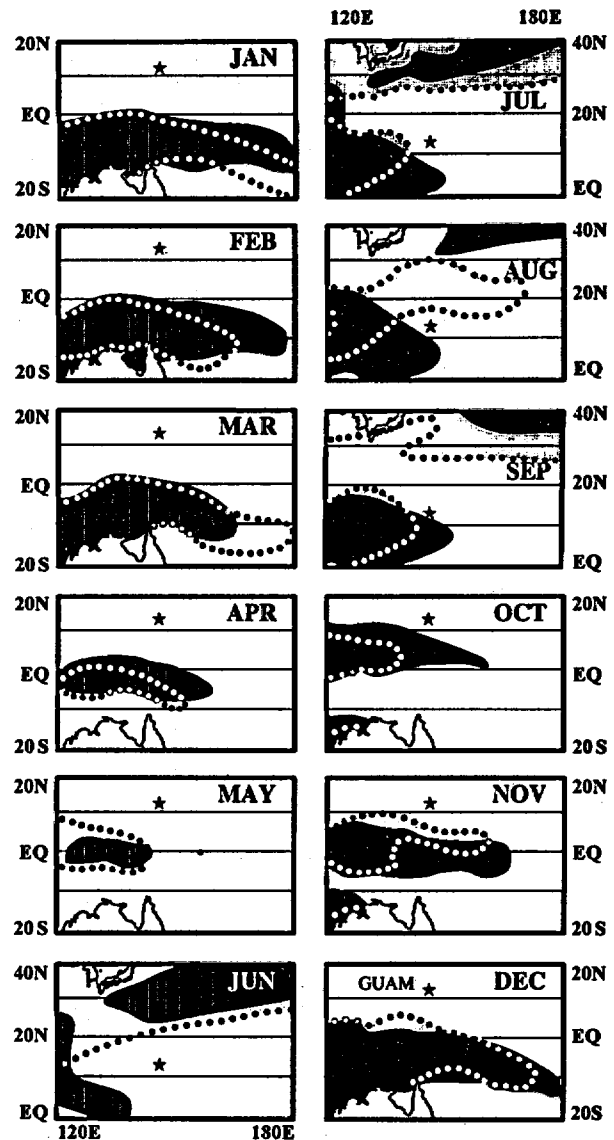 120E 180E
20N JAN
EQ
20S
JUL 40N
20N
EQ
20N FEB
EQ
20S
AUG 40N
20N
EQ
20N MAR
EQ
20S
SEP 40N
20N
EQ
20N APR
EQ
20S
OCT 20N
EQ
20S
20N MAY
EQ
20S
NOV 20N
EQ
20S
40N JUN
20N
EQ
120E 180E
GUAM DEC 20N
EQ
20S